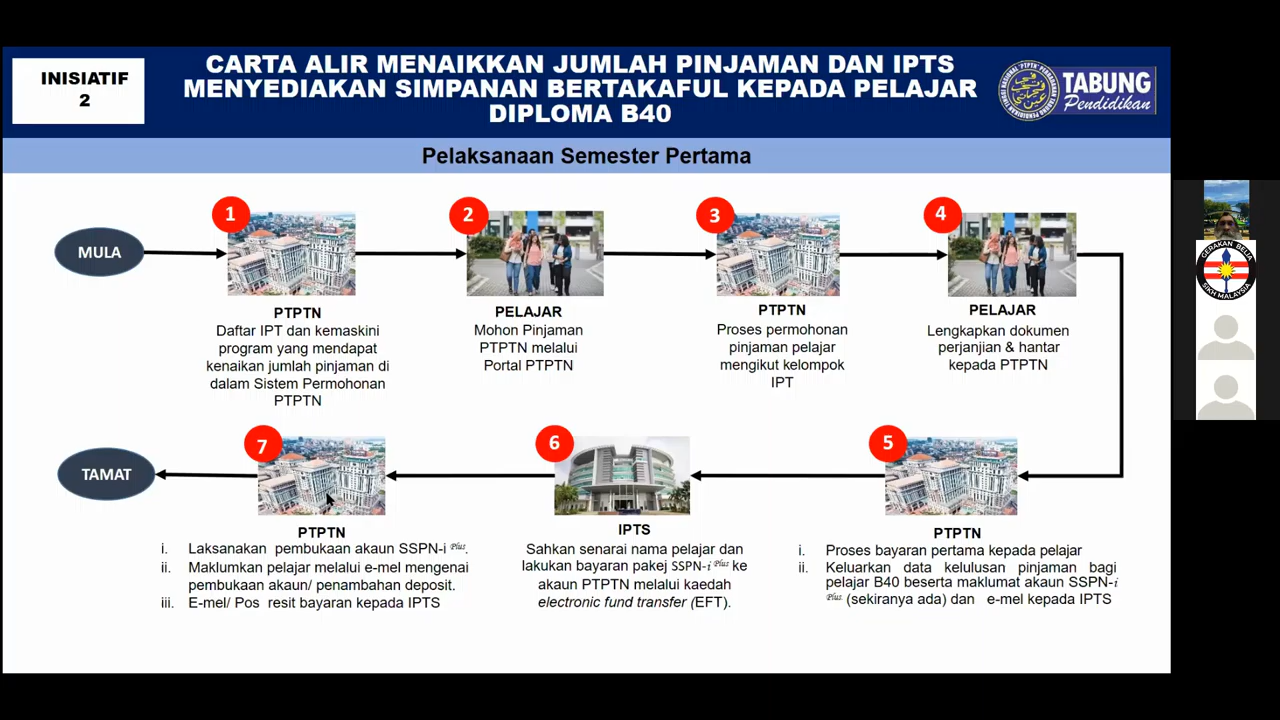 INISIATIF
2
CARTA ALIR MENAIKKAN JUMLAH PINJAMAN DAN IPTS
MENYEDIAKAN SIMPANAN BERTAKAFUL KEPADA PELAJAR
DIPLOMA B40
TABUNG
Pendidikan
Pelaksanaan Semester Pertama
MULA
1
PTPTN
Daftar IPT dan kemaskini
program yang mendapat
kenaikan jumlah pinjaman di
dalam Sistem Permohonan
PTPTN
2
PELAJAR
Mohon Pinjaman
PTPTN melalui
Portal PTPTN
3
PTPTN
Proses permohonan
pinjaman pelajar
mengikut kelompok
IPT
4
PELAJAR
Lengkapkan dokumen
perjanjian & hantar
kepada PTPTN
5
PTPTN
i. Proses bayaran pertama kepada pelajar
ii. Keluarkan data kelulusan pinjaman bagi
pelajar B40 beserta maklumat akaun SSPN-i
Plus (sekiranya ada) dan e-mel kepada IPTS
6
IPTS
Sahkan senarai nama pelajar dan
lakukan bayaran pakej SSPN-i Plus ke
akaun PTPTN melalui kaedah
electronic fund transfer (EFT).
7
PTPTN
i. Laksanakan pembukaan akaun SSPN-i Plus.
ii. Maklumkan pelajar melalui e-mel mengenai
pembukaan akaun/ penambahan deposit.
iii. E-mel/ Pos resit bayaran kepada IPTS
TAMAT
GERAKAN BELIA
SIKH MALAYSIA